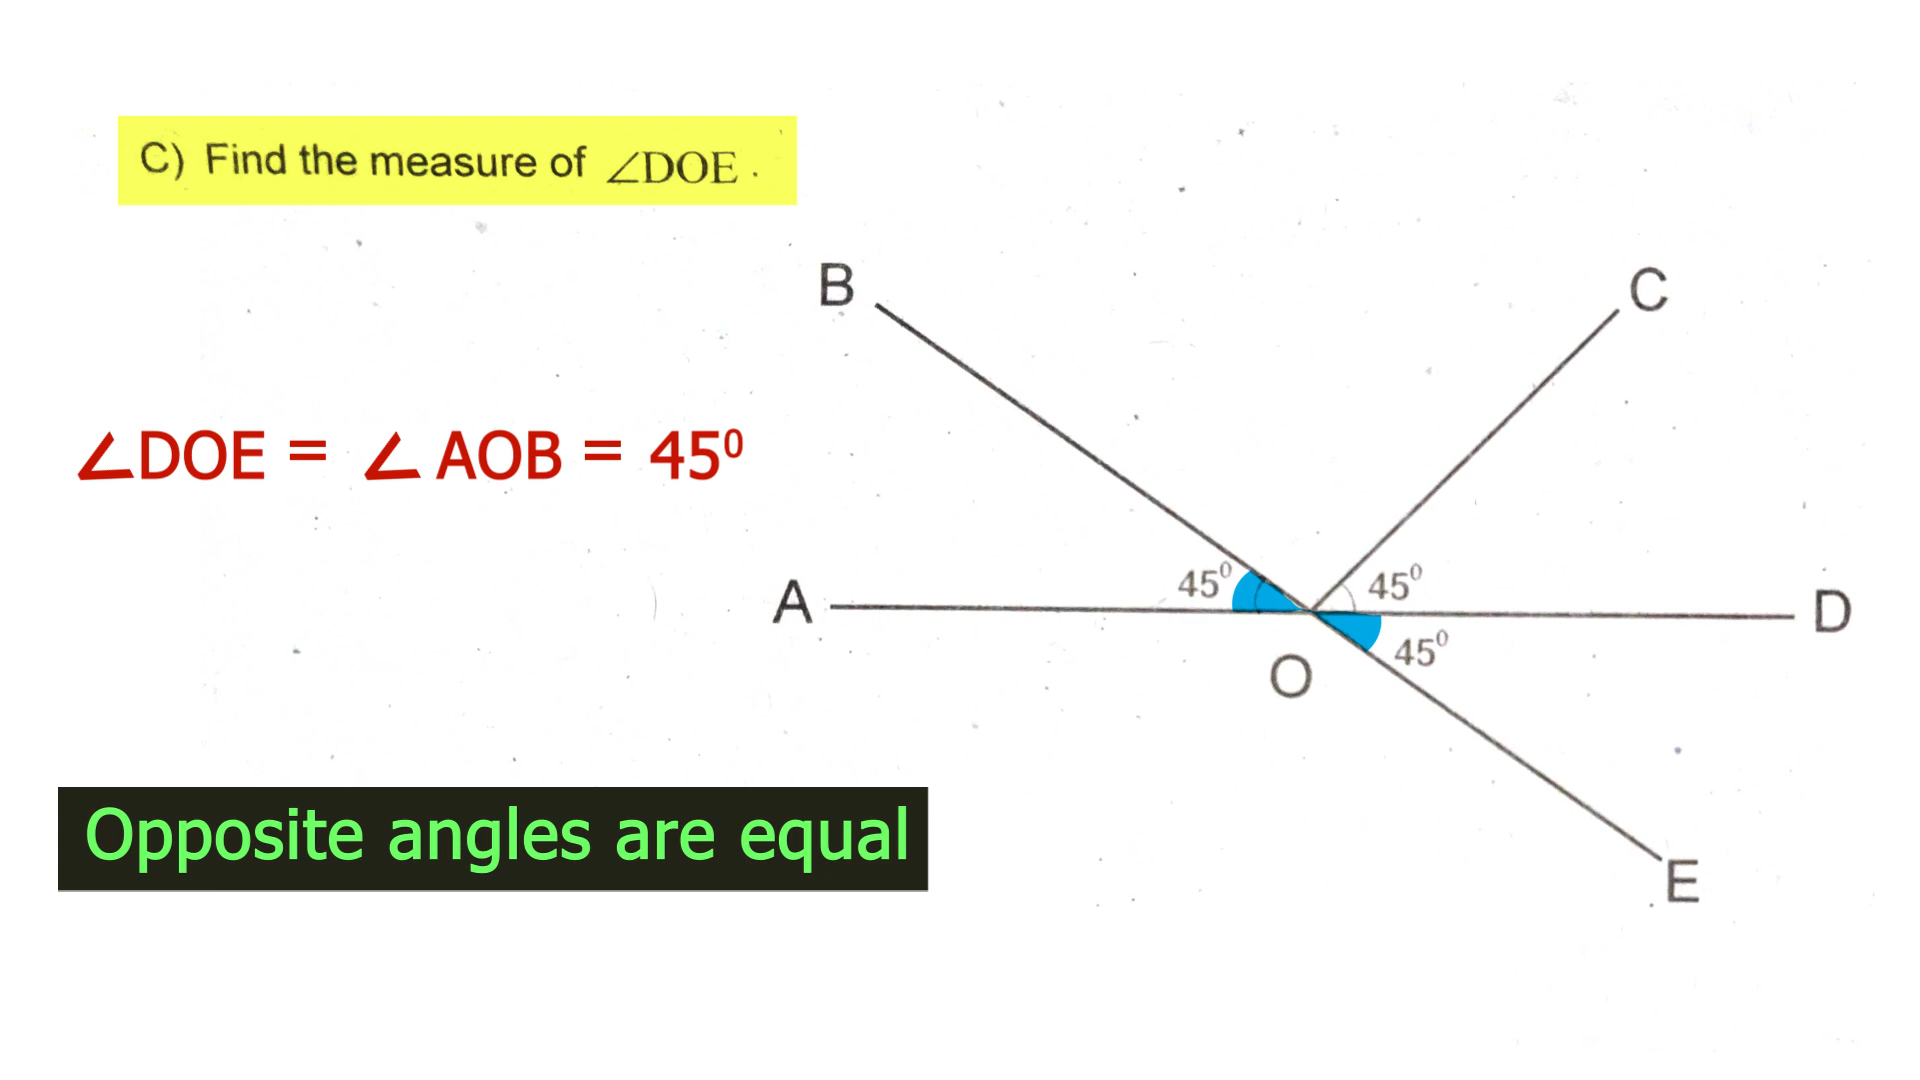 C) Find the measure of ∠DOE .
B
C
∠DOE = ∠ AOB = 45⁰
45⁰
45⁰
A
D
45⁰
O
Opposite angles are equal
E